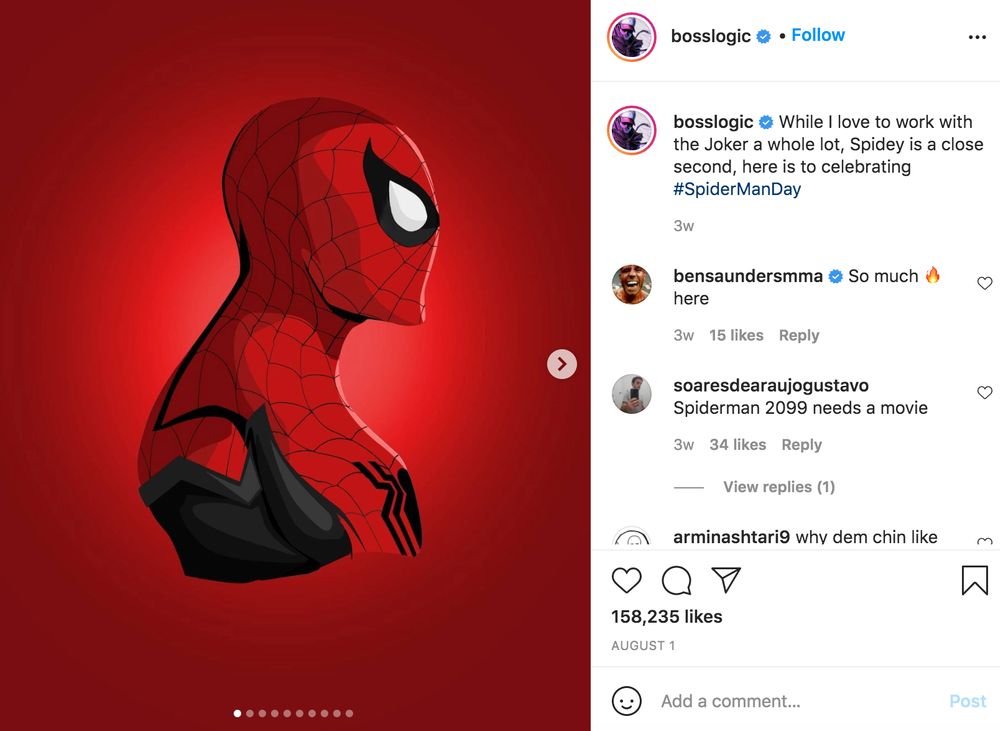 bosslogic • Follow
bosslogic While I love to work with
the Joker a whole lot, Spidey is a close
second, here is to celebrating
#SpiderManDay
3w
bensaundersmma So much 🔥
here
3w 15 likes Reply
soaresdearaujogustavo
Spiderman 2099 needs a movie
3w 34 likes Reply
View replies (1)
arminashtari9 why dem chin like
158,235 likes
AUGUST 1
Add a comment... Post